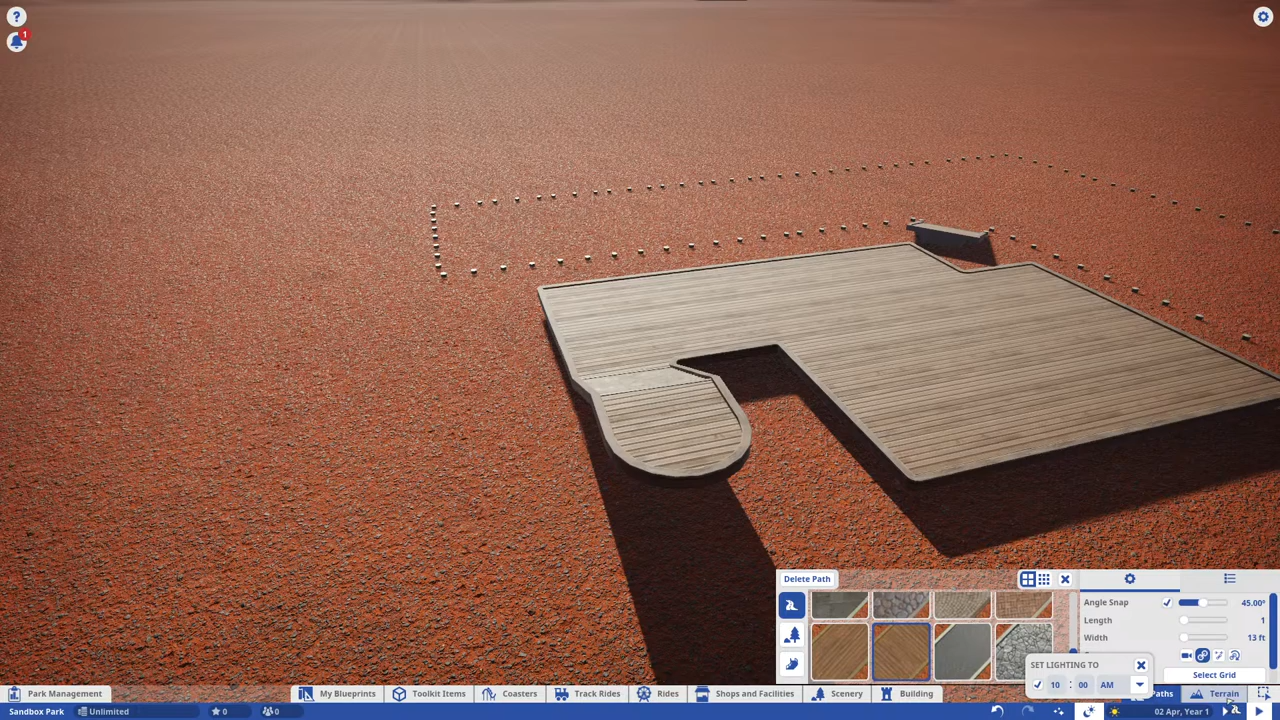 ?
1
Delete Path
Angle Snap 45.00°
Length 1
Width 13 ft
Select Grid
SET LIGHTING TO
10 : 00 AM
Park Management
My Blueprints
Toolkit Items
Coasters
Track Rides
Rides
Shops and Facilities
Scenery
Building
Paths
Terrain
Sandbox Park
Unlimited
0
0
02 Apr, Year 1